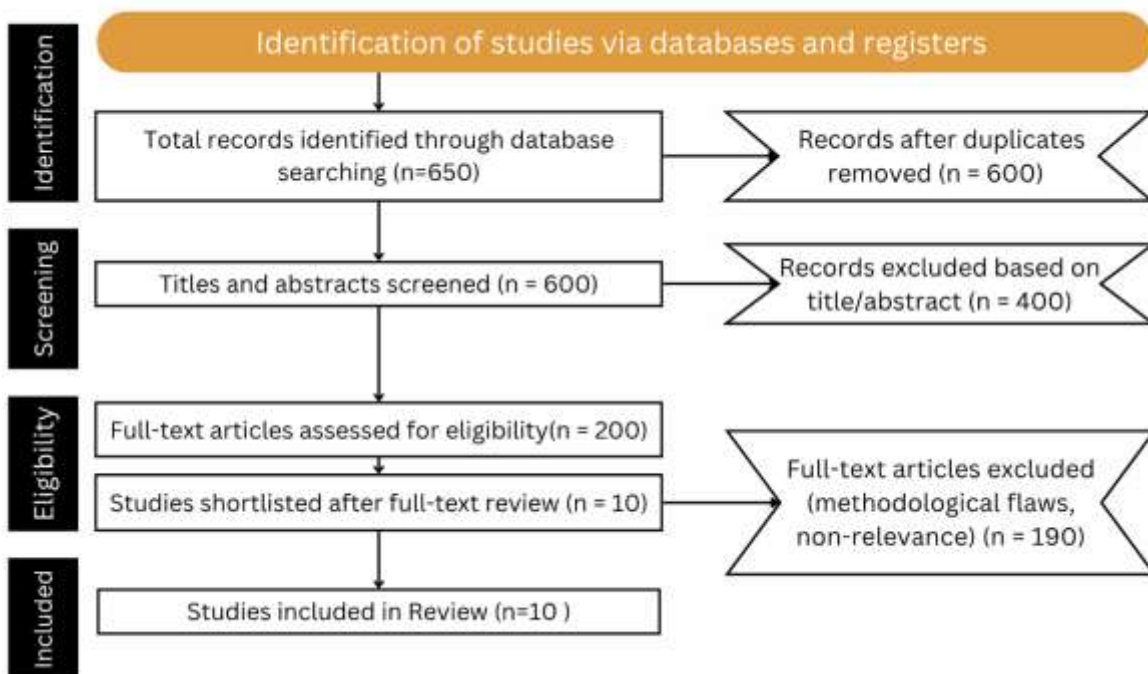 Identification of studies via databases and registers
Identification
Total records identified through database
searching (n=650)
Records after duplicates
removed (n = 600)
Screening
Titles and abstracts screened (n = 600)
Records excluded based on
title/abstract (n = 400)
Eligibility
Full-text articles assessed for eligibility(n = 200)
Studies shortlisted after full-text review (n = 10)
Full-text articles excluded
(methodological flaws,
non-relevance) (n = 190)
Included
Studies included in Review (n=10 )